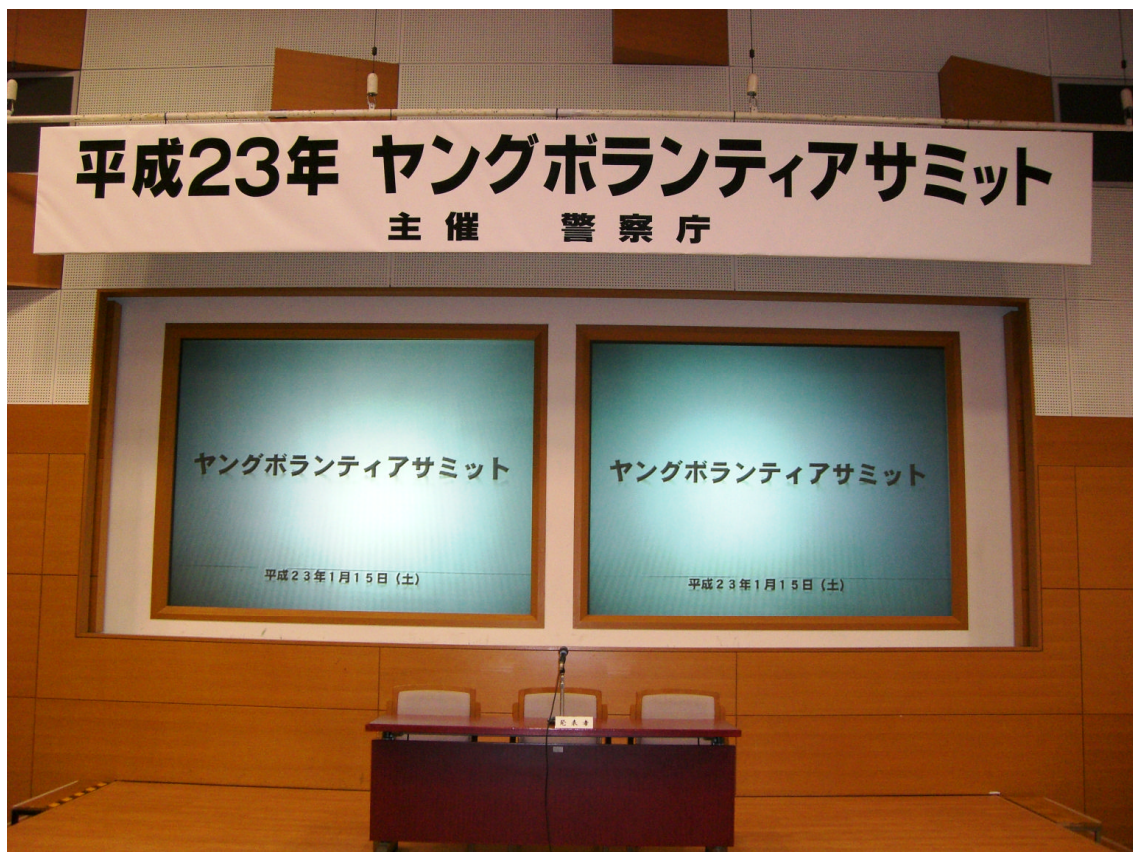 平成23年 ヤングボランティアサミット
主催 警察庁
ヤングボランティアサミット
平成23年1月15日(土)
ヤングボランティアサミット
平成23年1月15日(土)
発表者